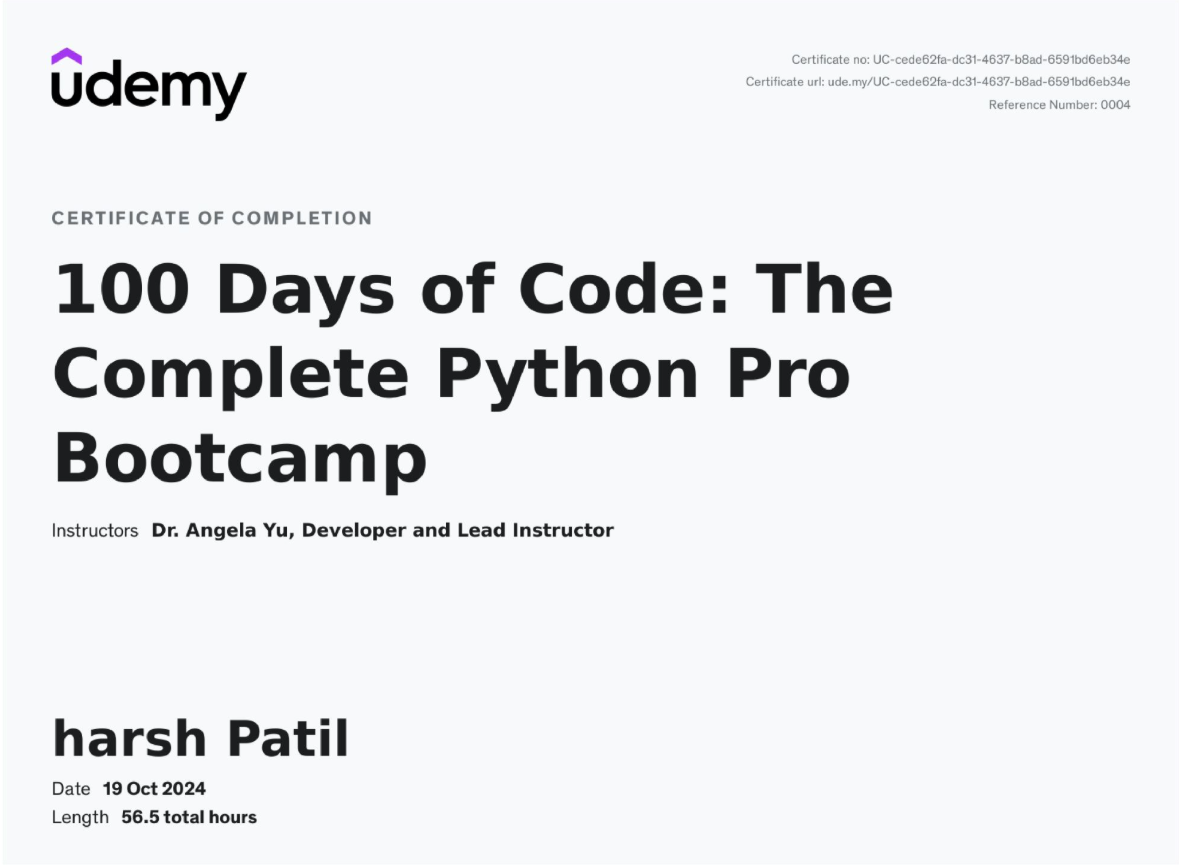 udemy
Certificate no: UC-cede62fa-dc31-4637-b8ad-6591bd6eb34e
Certificate url: ude.my/UC-cede62fa-dc31-4637-b8ad-6591bd6eb34e
Reference Number: 0004
CERTIFICATE OF COMPLETION
100 Days of Code: The
Complete Python Pro
Bootcamp
Instructors Dr. Angela Yu, Developer and Lead Instructor
harsh Patil
Date 19 Oct 2024
Length 56.5 total hours